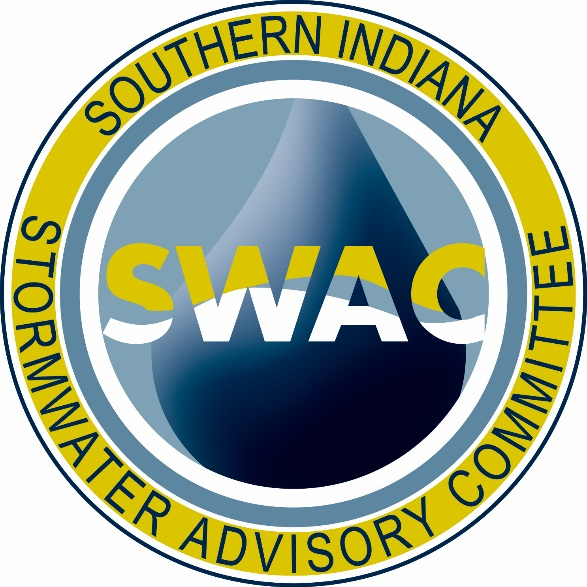 SOUTHERN INDIANA
SWAC
STORMWATER ADVISORY COMMITTEE